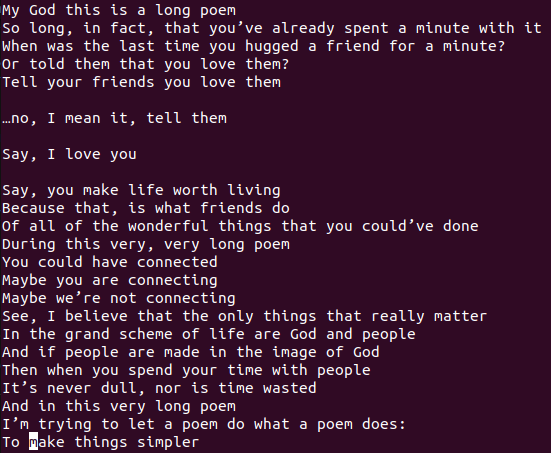 My God this is a long poem
So long, in fact, that you’ve already spent a minute with it
When was the last time you hugged a friend for a minute?
Or told them that you love them?
Tell your friends you love them
…no, I mean it, tell them
Say, I love you
Say, you make life worth living
Because that, is what friends do
Of all of the wonderful things that you could’ve done
During this very, very long poem
You could have connected
Maybe you are connecting
Maybe we’re not connecting
See, I believe that the only things that really matter
In the grand scheme of life are God and people
And if people are made in the image of God
Then when you spend your time with people
It’s never dull, nor is time wasted
And in this very long poem
I’m trying to let a poem do what a poem does:
To make things simpler